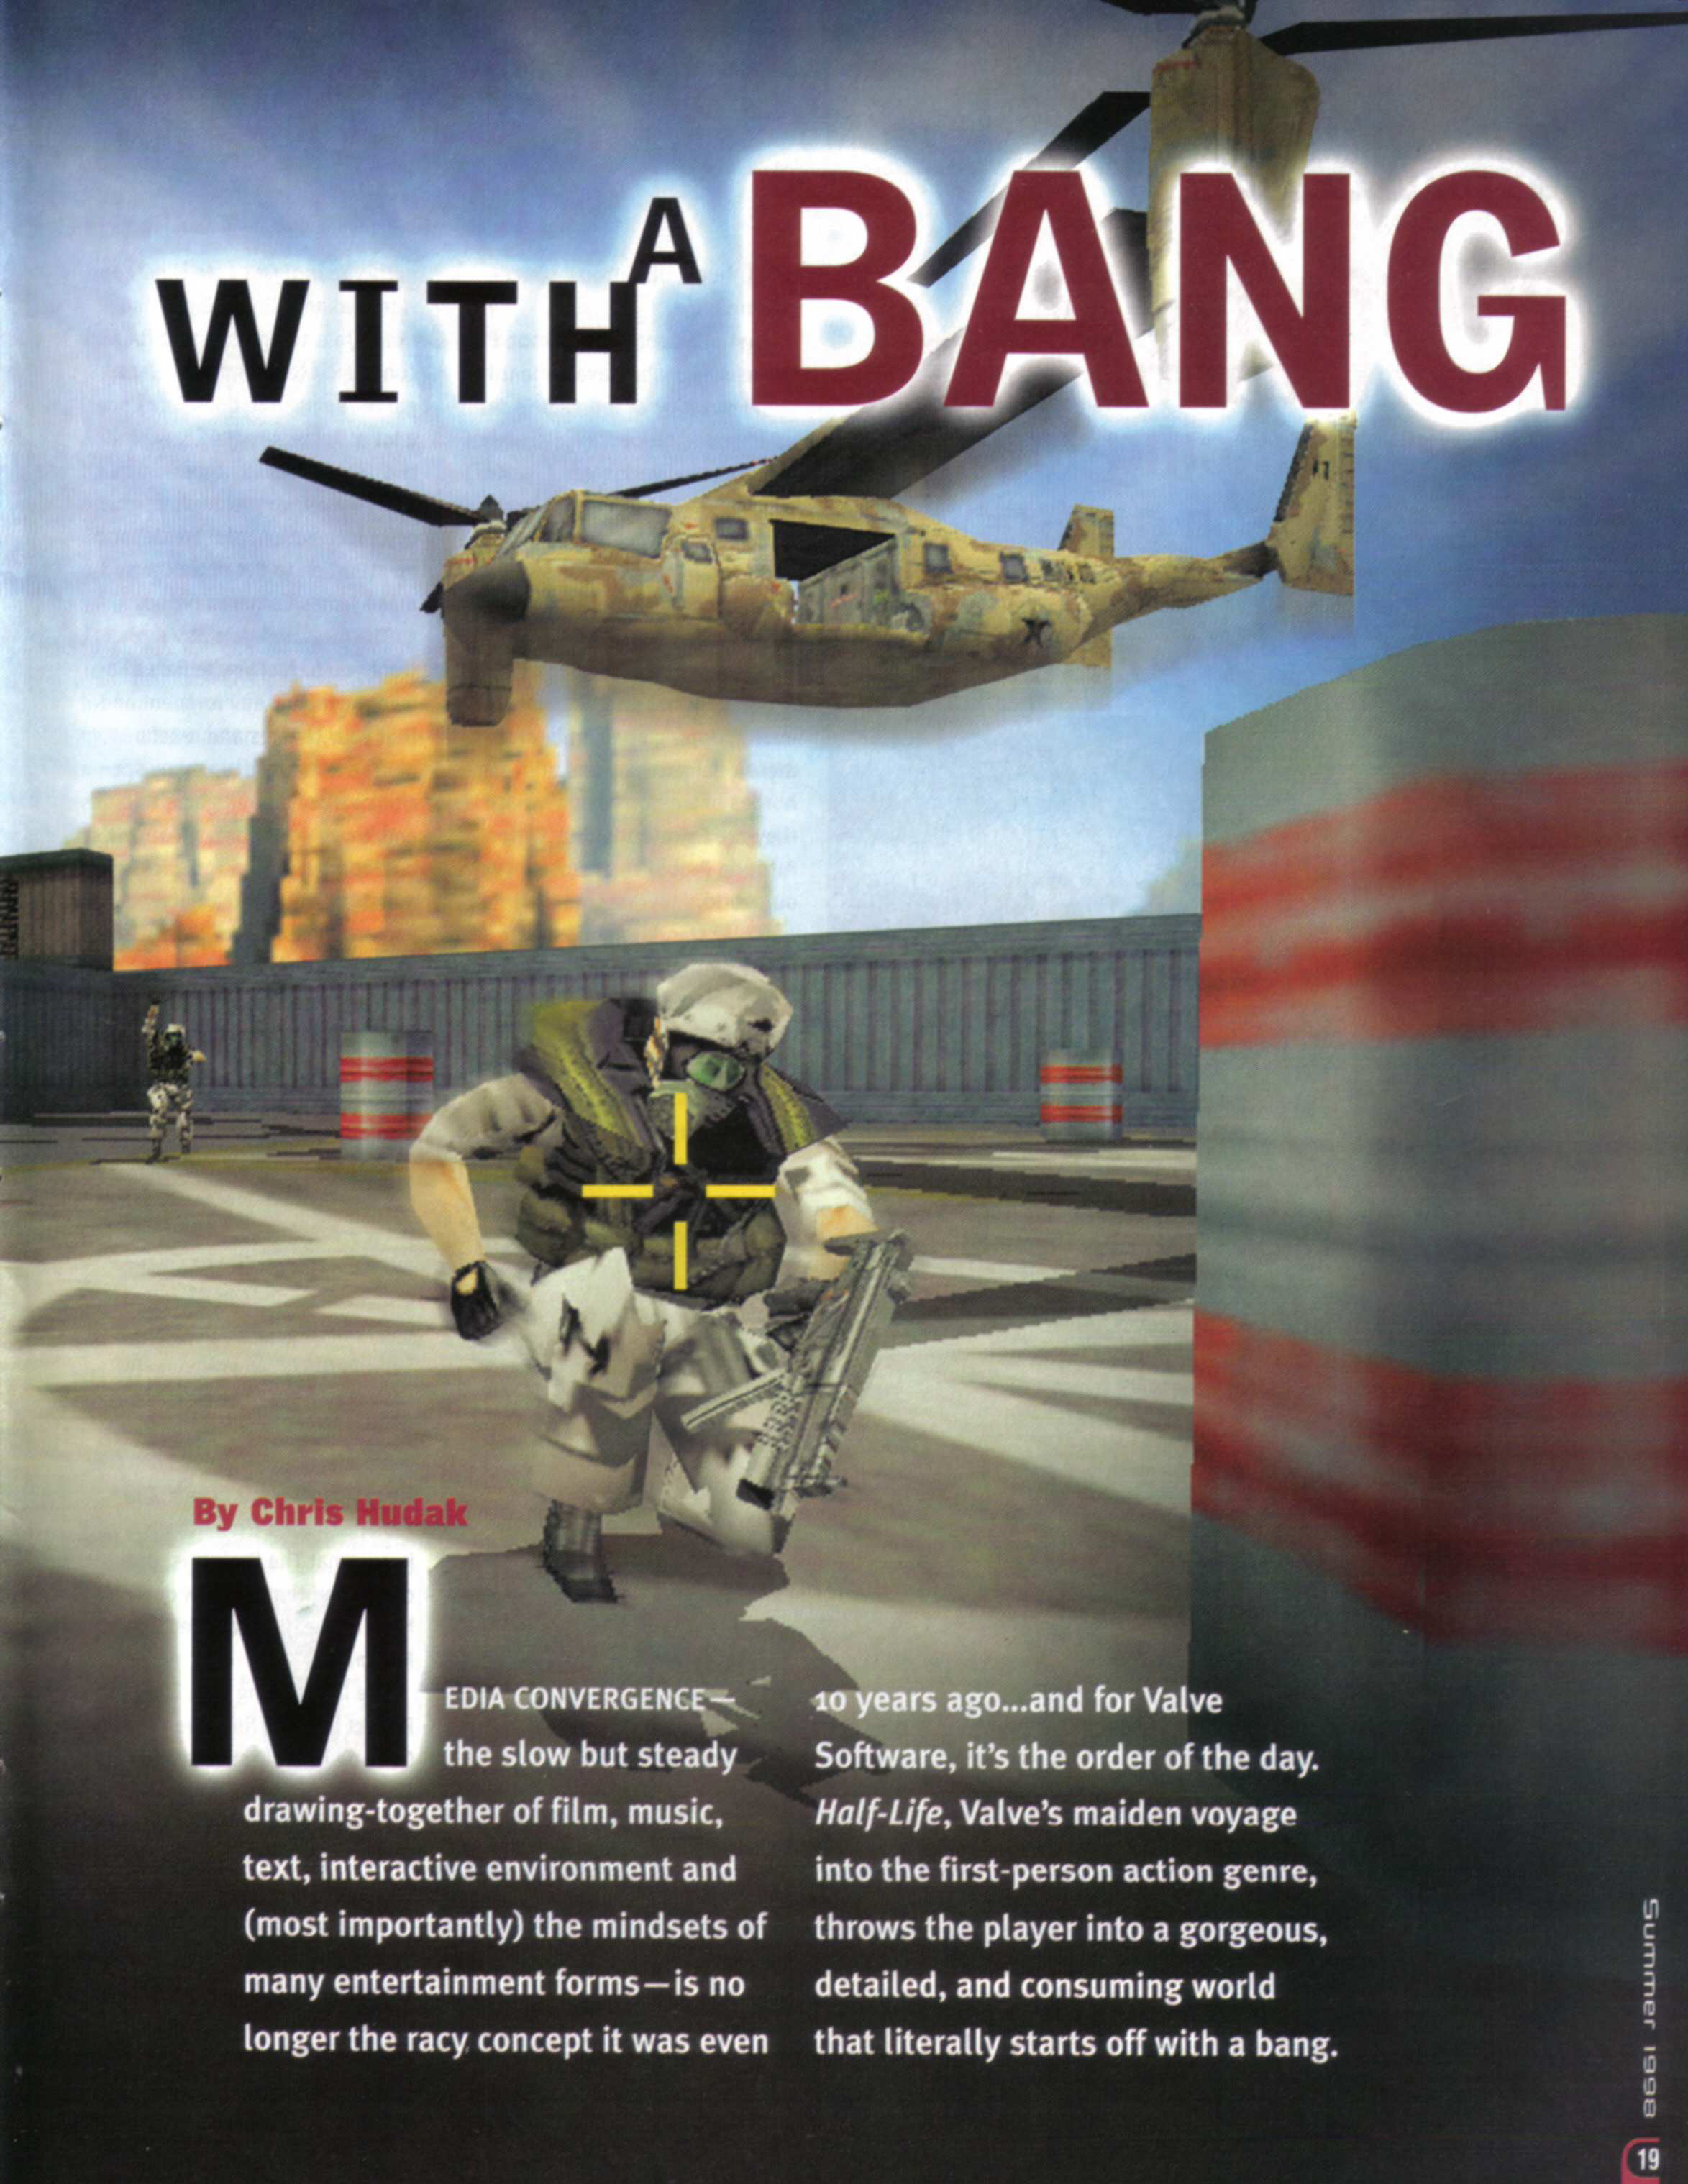 WITH A BANG
By Chris Hudak
MEDIA CONVERGENCE—
the slow but steady
drawing-together of film, music,
text, interactive environment and
(most importantly) the mindsets of
many entertainment forms—is no
longer the racy concept it was even
10 years ago...and for Valve
Software, it's the order of the day.
Half-Life, Valve's maiden voyage
into the first-person action genre,
throws the player into a gorgeous,
detailed, and consuming world
that literally starts off with a bang.
Summer 1998
19